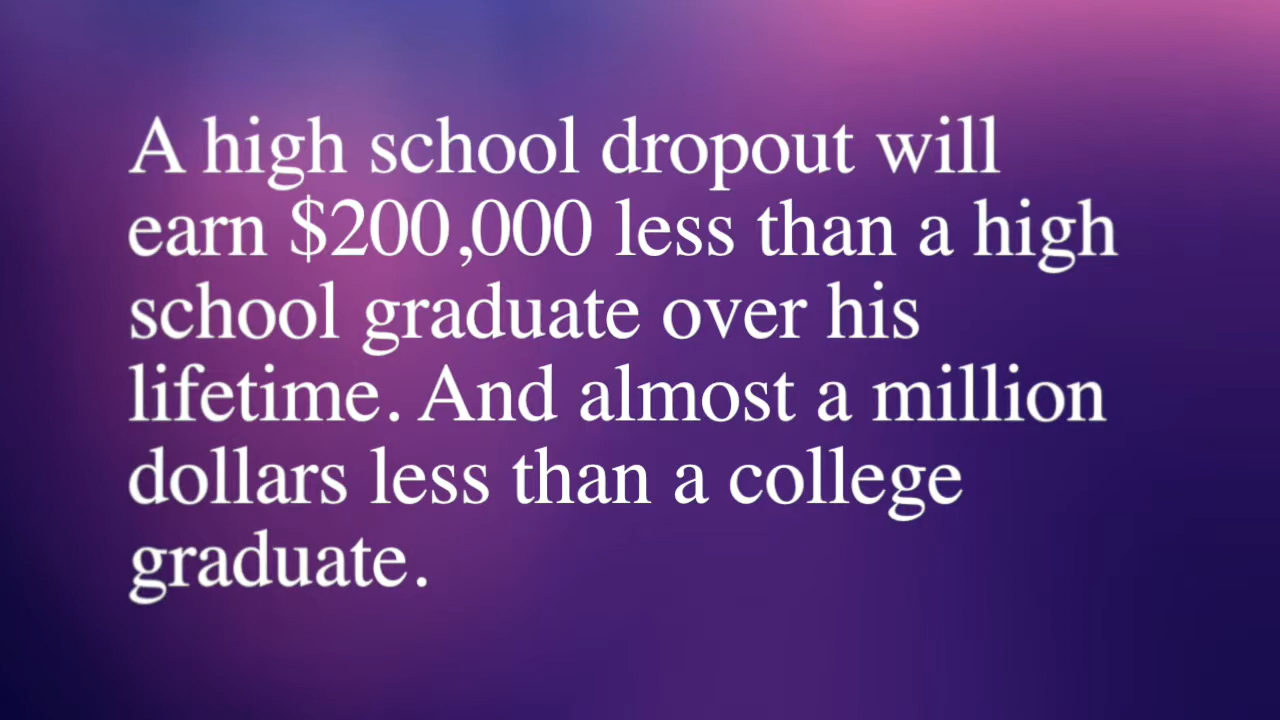 A high school dropout will
earn $200,000 less than a high
school graduate over his
lifetime. And almost a million
dollars less than a college
graduate.